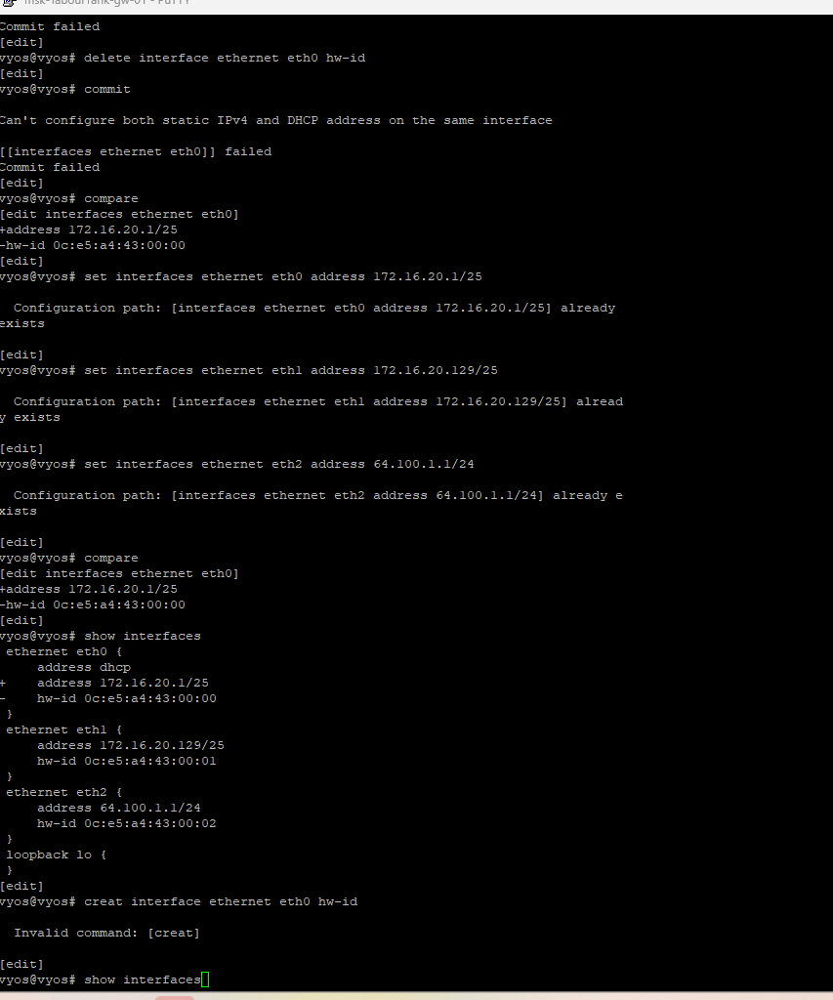 msk-labourfank-gw-01 - PuTTY
Commit failed
[edit]
vyos@vyos# delete interface ethernet eth0 hw-id
[edit]
vyos@vyos# commit
Can't configure both static IPv4 and DHCP address on the same interface
[[interfaces ethernet eth0]] failed
Commit failed
[edit]
vyos@vyos# compare
[edit interfaces ethernet eth0]
+address 172.16.20.1/25
-hw-id 0c:e5:a4:43:00:00
[edit]
vyos@vyos# set interfaces ethernet eth0 address 172.16.20.1/25
Configuration path: [interfaces ethernet eth0 address 172.16.20.1/25] already
exists
[edit]
vyos@vyos# set interfaces ethernet eth1 address 172.16.20.129/25
Configuration path: [interfaces ethernet eth1 address 172.16.20.129/25] alread
y exists
[edit]
vyos@vyos# set interfaces ethernet eth2 address 64.100.1.1/24
Configuration path: [interfaces ethernet eth2 address 64.100.1.1/24] already e
xists
[edit]
vyos@vyos# compare
[edit interfaces ethernet eth0]
+address 172.16.20.1/25
-hw-id 0c:e5:a4:43:00:00
[edit]
vyos@vyos# show interfaces
ethernet eth0 {
address dhcp
+ address 172.16.20.1/25
- hw-id 0c:e5:a4:43:00:00
}
ethernet eth1 {
address 172.16.20.129/25
hw-id 0c:e5:a4:43:00:01
}
ethernet eth2 {
address 64.100.1.1/24
hw-id 0c:e5:a4:43:00:02
}
loopback lo {
}
[edit]
vyos@vyos# creat interface ethernet eth0 hw-id
Invalid command: [creat]
[edit]
vyos@vyos# show interfaces